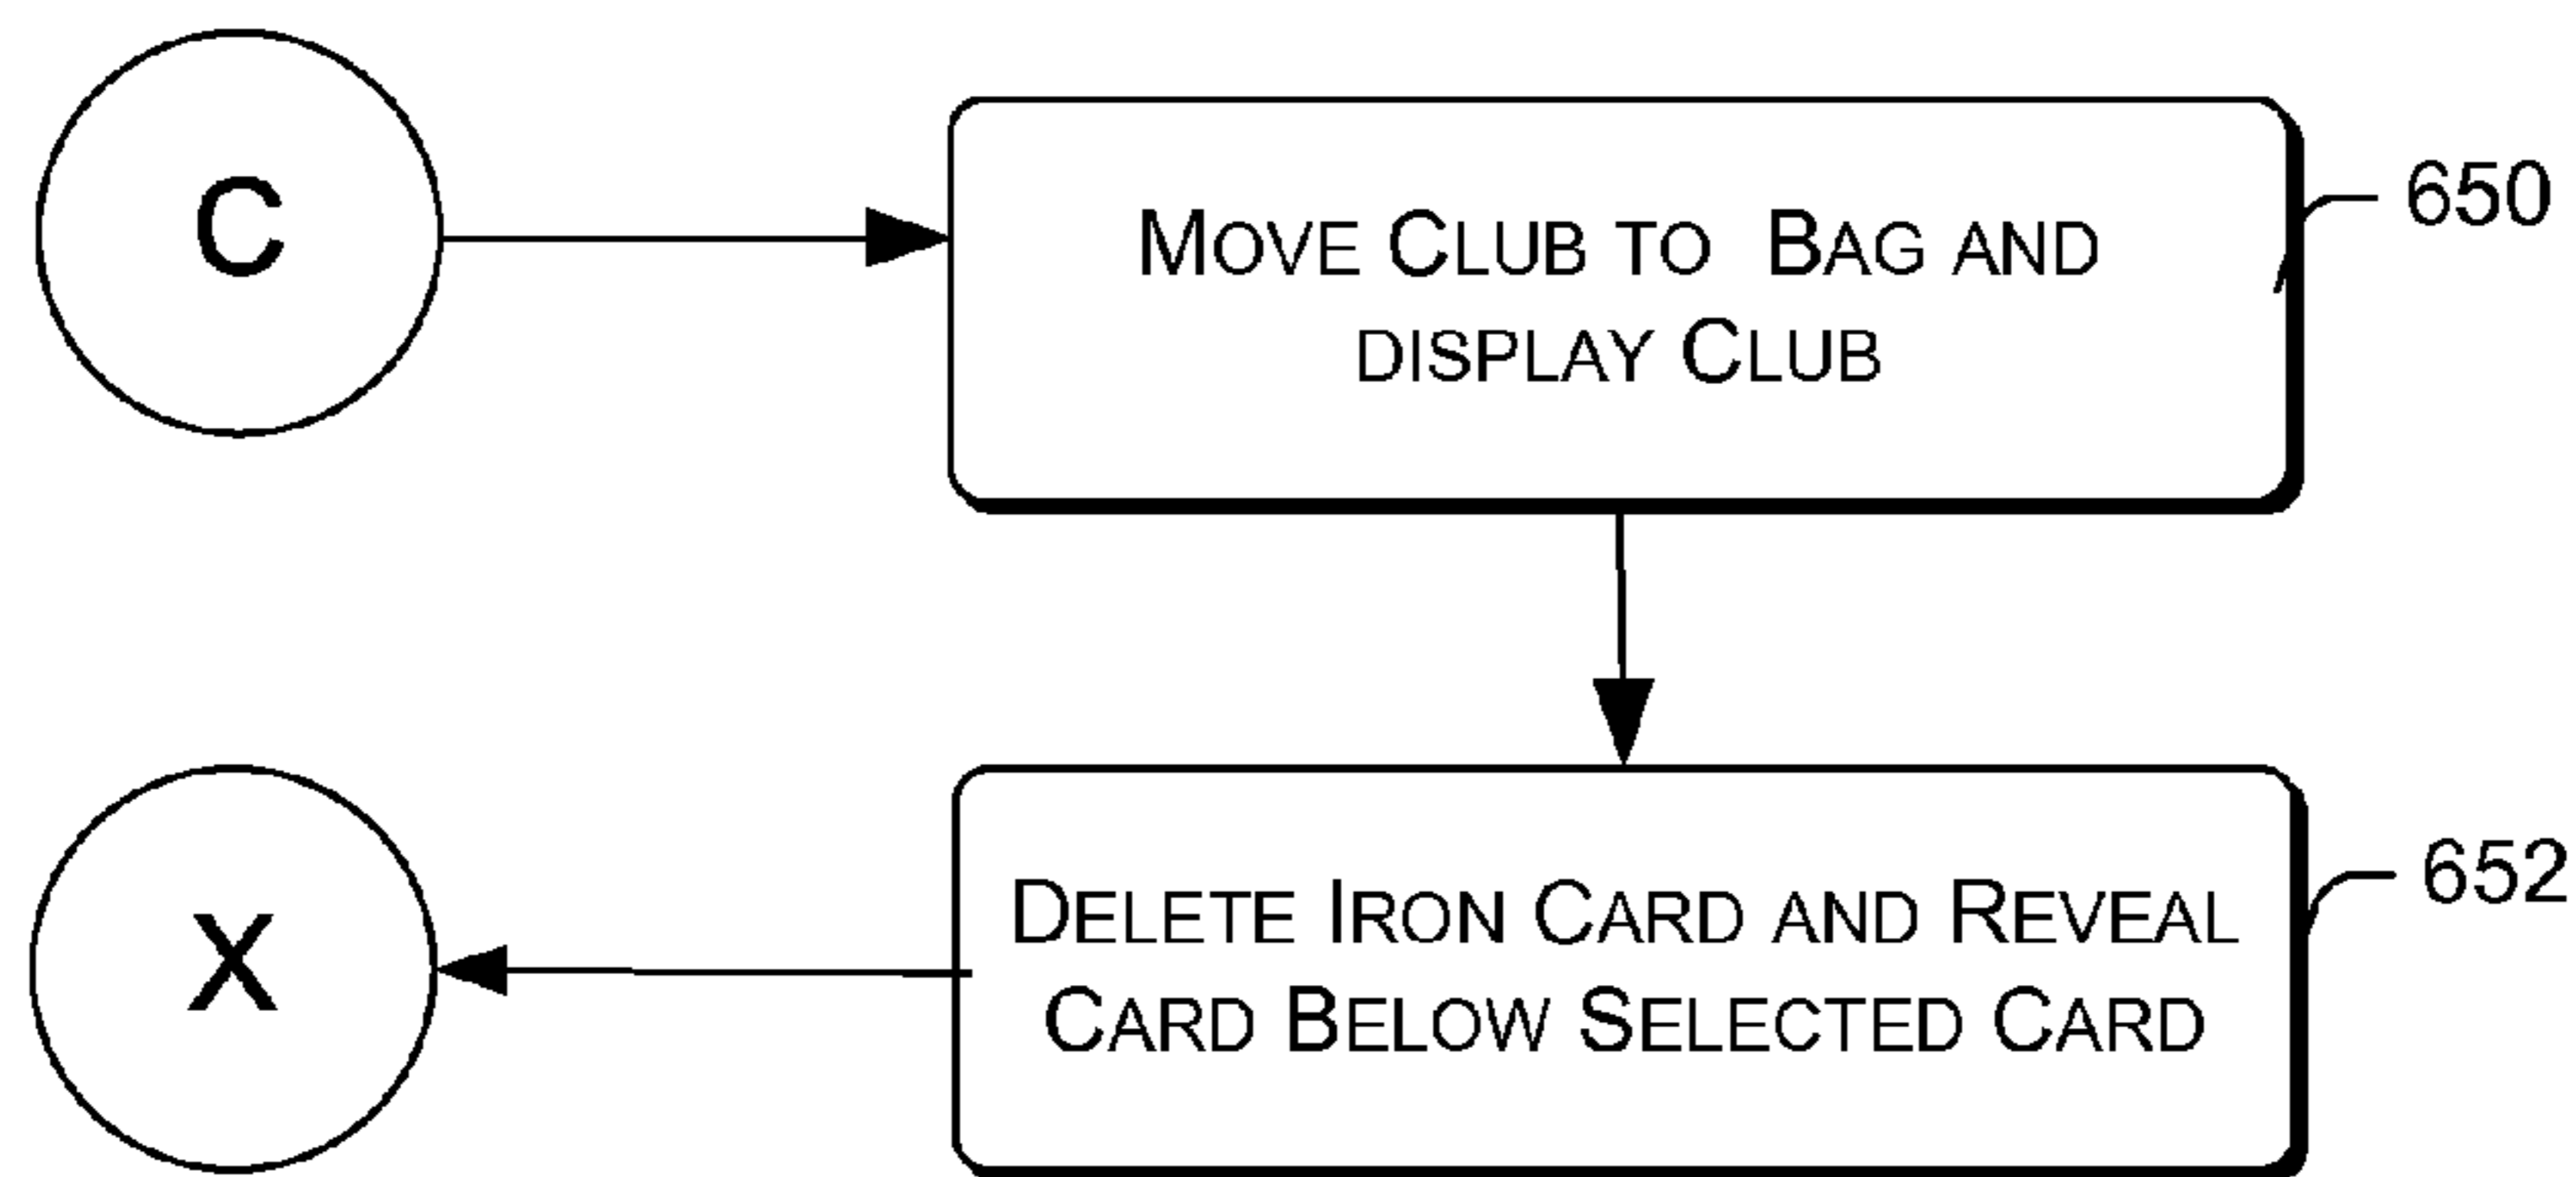 C
MOVE CLUB TO BAG AND
DISPLAY CLUB
650
DELETE IRON CARD AND REVEAL
CARD BELOW SELECTED CARD
652
X